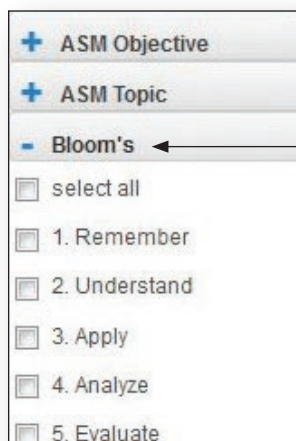 + ASM Objective
+ ASM Topic
- Bloom's
select all
1. Remember
2. Understand
3. Apply
4. Analyze
5. Evaluate